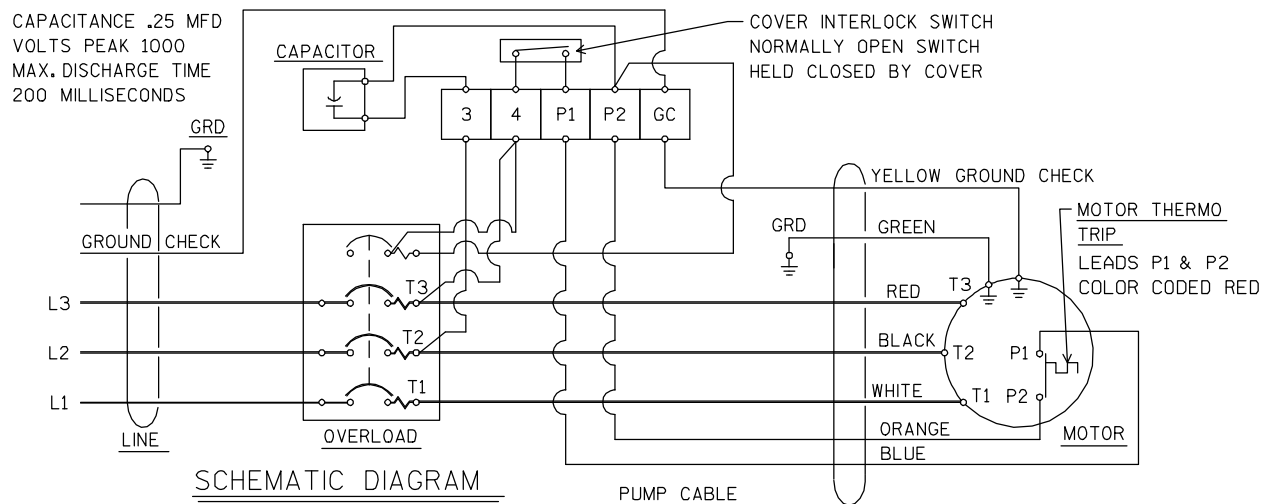 CAPACITANCE .25 MFD
VOLTS PEAK 1000
MAX. DISCHARGE TIME
200 MILLISECONDS
CAPACITOR
COVER INTERLOCK SWITCH
NORMALLY OPEN SWITCH
HELD CLOSED BY COVER
3
4
P1
P2
GC
GRD
YELLOW GROUND CHECK
MOTOR THERMO
TRIP
LEADS P1 & P2
COLOR CODED RED
GRD
GREEN
GROUND CHECK
L3
T3
RED
T3
L2
T2
BLACK
T2
P1
L1
T1
WHITE
T1
P2
LINE
OVERLOAD
ORANGE
MOTOR
BLUE
SCHEMATIC DIAGRAM
PUMP CABLE